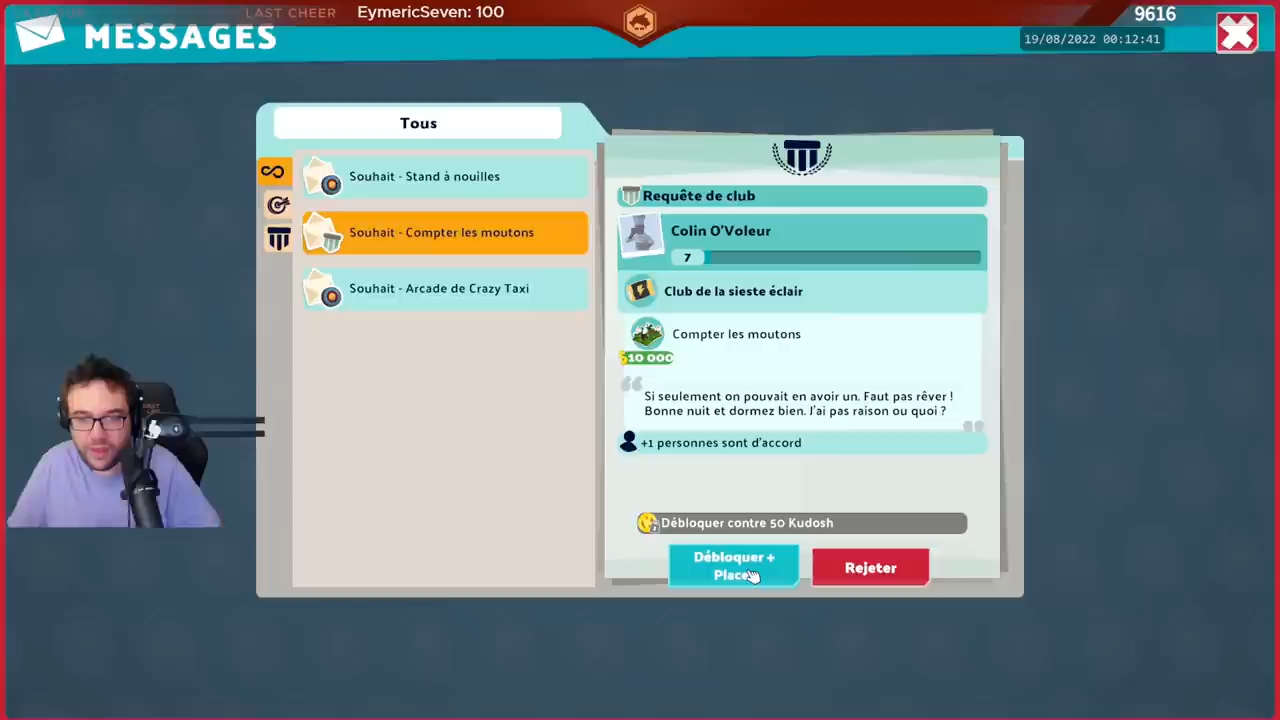 LAST CHEER
EymericSeven: 100
9616
MESSAGES
19/08/2022 00:12:41
Tous
Souhait - Stand à nouilles
Souhait - Compter les moutons
Souhait - Arcade de Crazy Taxi
Requête de club
Colin O'Voleur
7
Club de la sieste éclair
Compter les moutons
$10 000
Si seulement on pouvait en avoir un. Faut pas rêver !
Bonne nuit et dormez bien. J'ai pas raison ou quoi ?
+1 personnes sont d'accord
Débloquer contre 50 Kudosh
Débloquer +
Rejeter